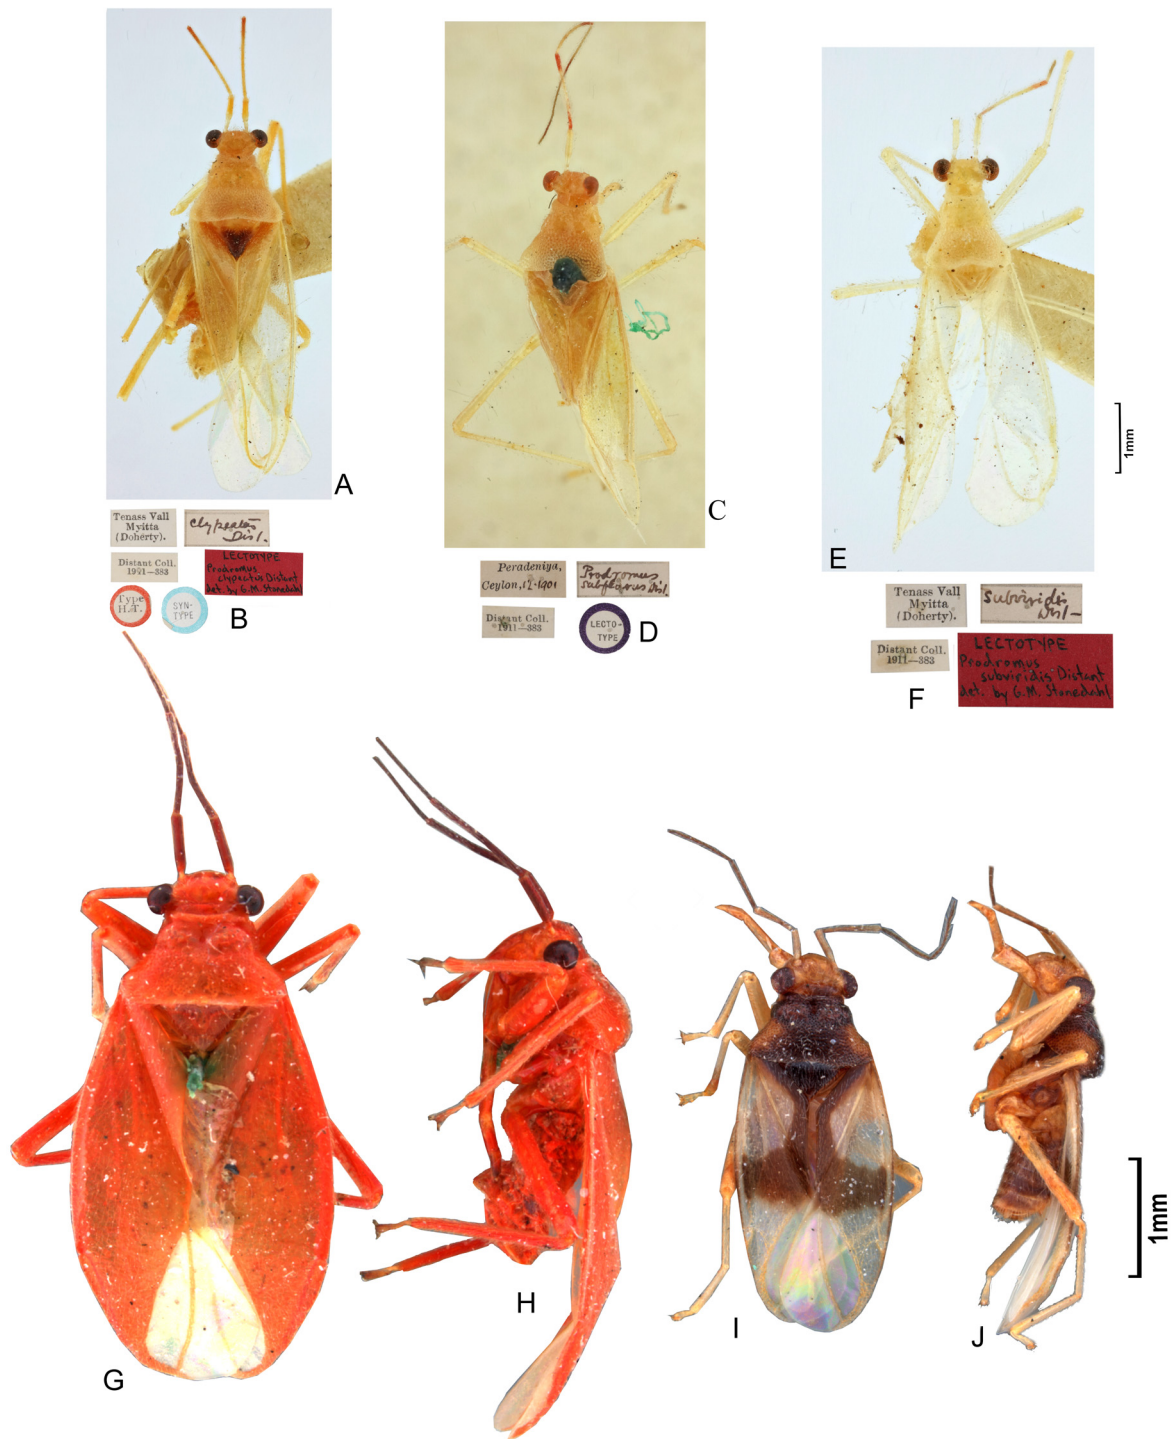 A
C
1mm
E
Tenass Vall
Myitta
(Doherty).
clypeatus
Dist.
Distant Coll.
1911—383
LECTOTYPE
Prodromus
clypeatus Distant
det. by G.M. Stonedahl
Type
H.T.
SYN-
TYPE
B
Peradeniya,
Ceylon, 12·1901
Prodromus
subflavus Dist.
Distant Coll.
1911—383
LECTO-
TYPE
D
Tenass Vall
Myitta
(Doherty).
subviridis
Dist—
Distant Coll.
1911—383
LECTOTYPE
Prodromus
subviridis Distant
det. by G.M. Stonedahl
F
G
H
I
J
1mm